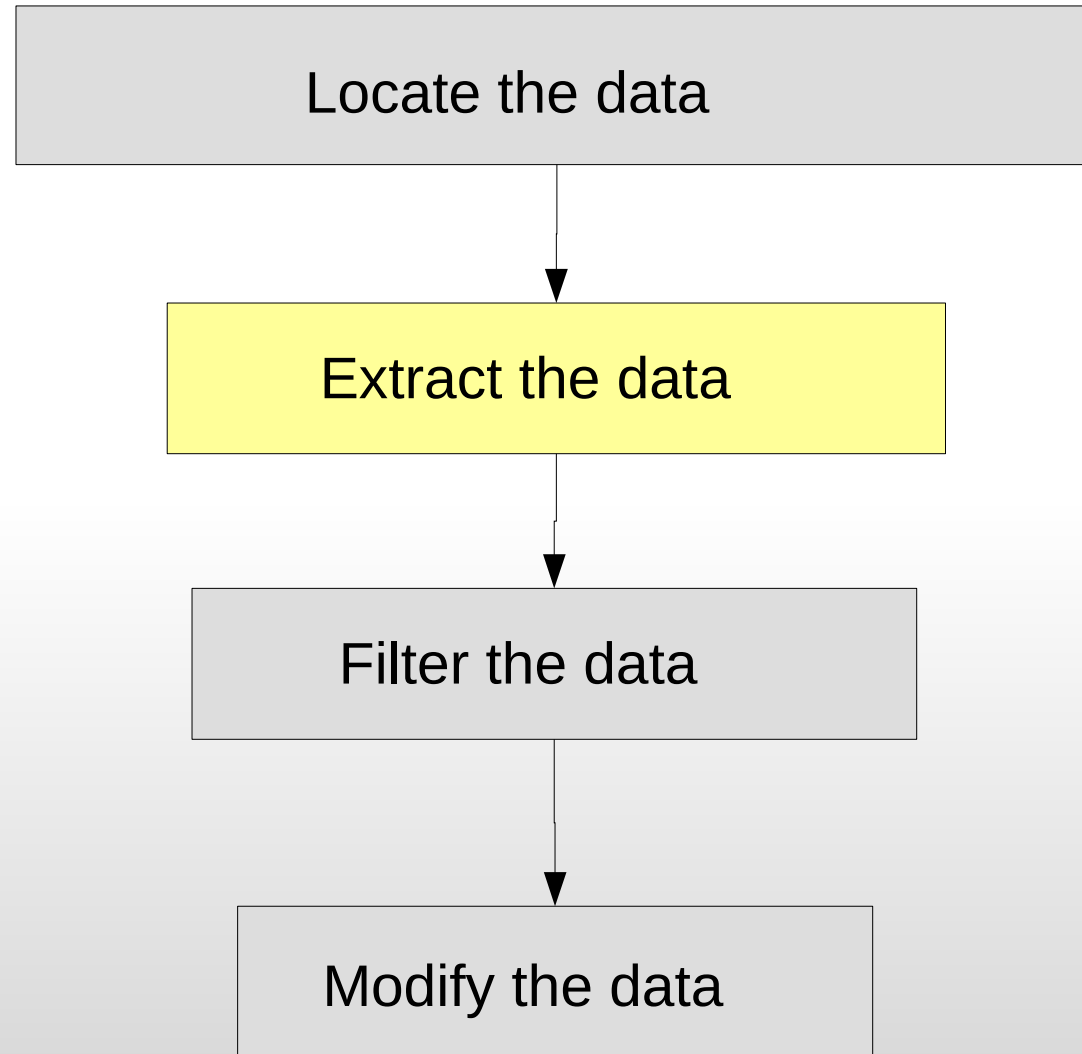 Locate the data
Extract the data
Filter the data
Modify the data